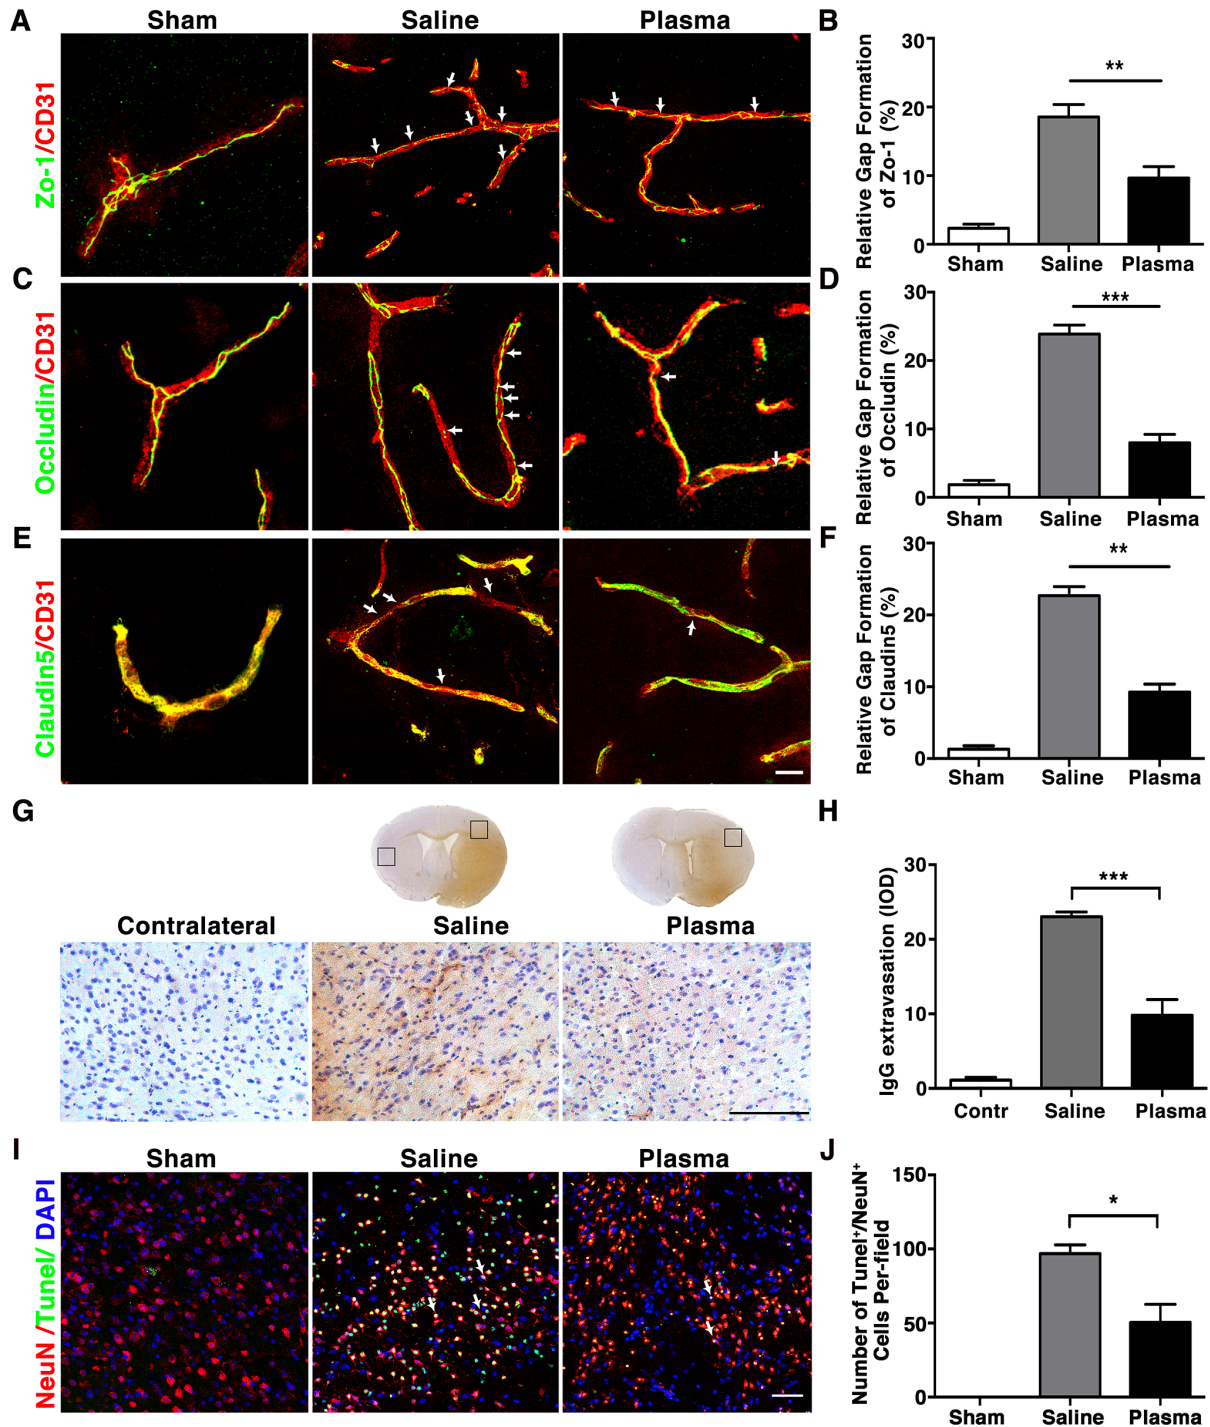 A Sham Saline Plasma
Zo-1/CD31
B
Relative Gap Formation
of Zo-1 (%)
30
20
10
0
**
Sham Saline Plasma
C
Occludin/CD31
D
Relative Gap Formation
of Occludin (%)
30
20
10
0
***
Sham Saline Plasma
E
Claudin5/CD31
F
Relative Gap Formation
of Claudin5 (%)
30
20
10
0
**
Sham Saline Plasma
G
Contralateral Saline Plasma
H
IgG extravasation (IOD)
30
20
10
0
***
Contr Saline Plasma
I Sham Saline Plasma
NeuN /Tunel/ DAPI
J
Number of Tunel⁺/NeuN⁺
Cells Per-field
150
100
50
0
*
Sham Saline Plasma